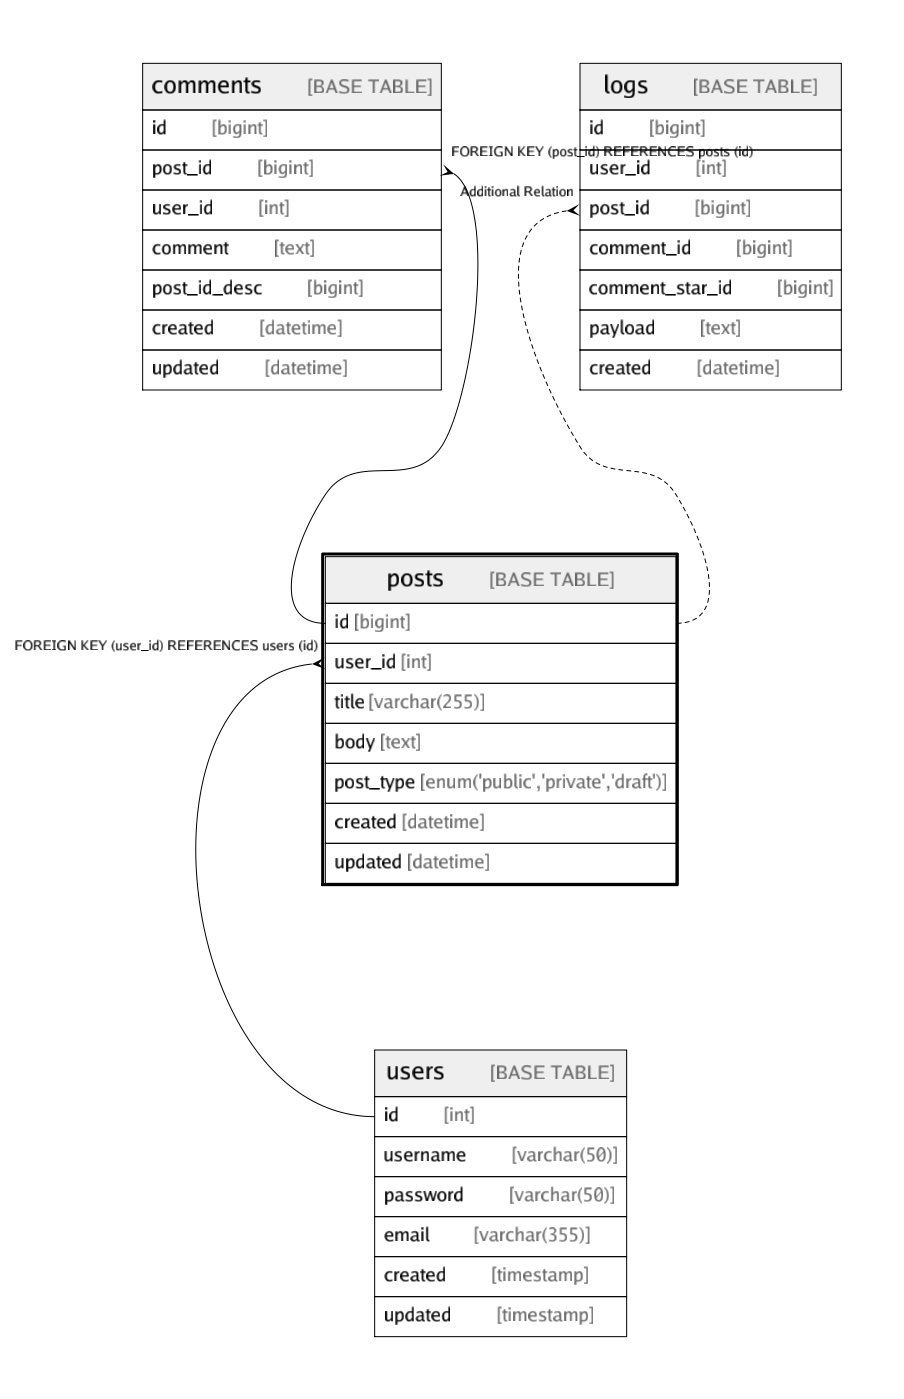 comments [BASE TABLE]
id [bigint]
post_id [bigint]
user_id [int]
comment [text]
post_id_desc [bigint]
created [datetime]
updated [datetime]
logs [BASE TABLE]
id [bigint]
FOREIGN KEY (post_id) REFERENCES posts (id)
user_id [int]
Additional Relation
post_id [bigint]
comment_id [bigint]
comment_star_id [bigint]
payload [text]
created [datetime]
posts [BASE TABLE]
id [bigint]
FOREIGN KEY (user_id) REFERENCES users (id)
user_id [int]
title [varchar(255)]
body [text]
post_type [enum('public','private','draft')]
created [datetime]
updated [datetime]
users [BASE TABLE]
id [int]
username [varchar(50)]
password [varchar(50)]
email [varchar(355)]
created [timestamp]
updated [timestamp]